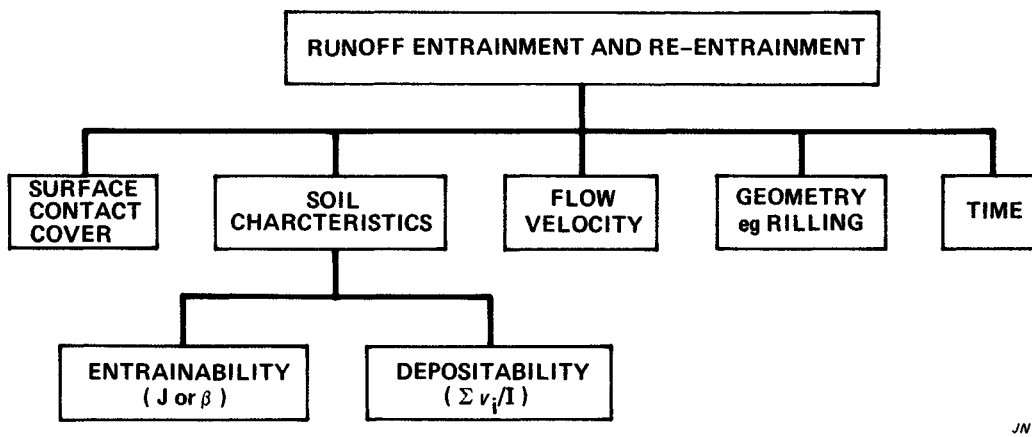 RUNOFF ENTRAINMENT AND RE-ENTRAINMENT
SURFACE
CONTACT
COVER
SOIL
CHARCTERISTICS
FLOW
VELOCITY
GEOMETRY
eg RILLING
TIME
ENTRAINABILITY
( J or β )
DEPOSITABILITY
( Σ vᵢ/I )
JN